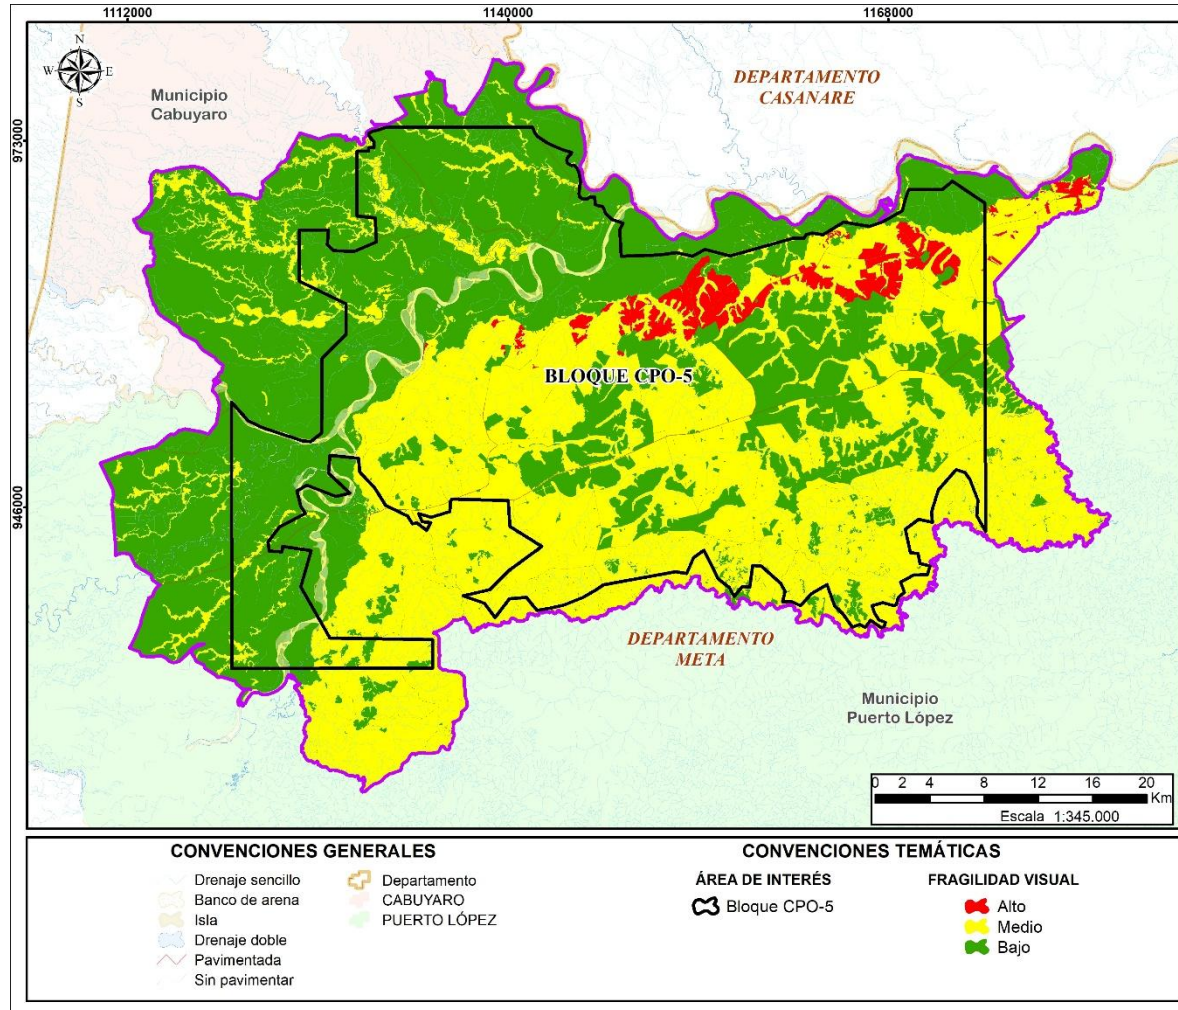 1112000
1140000
1168000
N
W E
S
973000
946000
Municipio
Cabuyaro
DEPARTAMENTO
CASANARE
BLOQUE CPO-5
DEPARTAMENTO
META
Municipio
Puerto López
0 2 4 8 12 16 20
Km
Escala 1:345.000
CONVENCIONES GENERALES
Drenaje sencillo
Banco de arena
Isla
Drenaje doble
Pavimentada
Sin pavimentar
Departamento
CABUYARO
PUERTO LÓPEZ
CONVENCIONES TEMÁTICAS
ÁREA DE INTERÉS
Bloque CPO-5
FRAGILIDAD VISUAL
Alto
Medio
Bajo